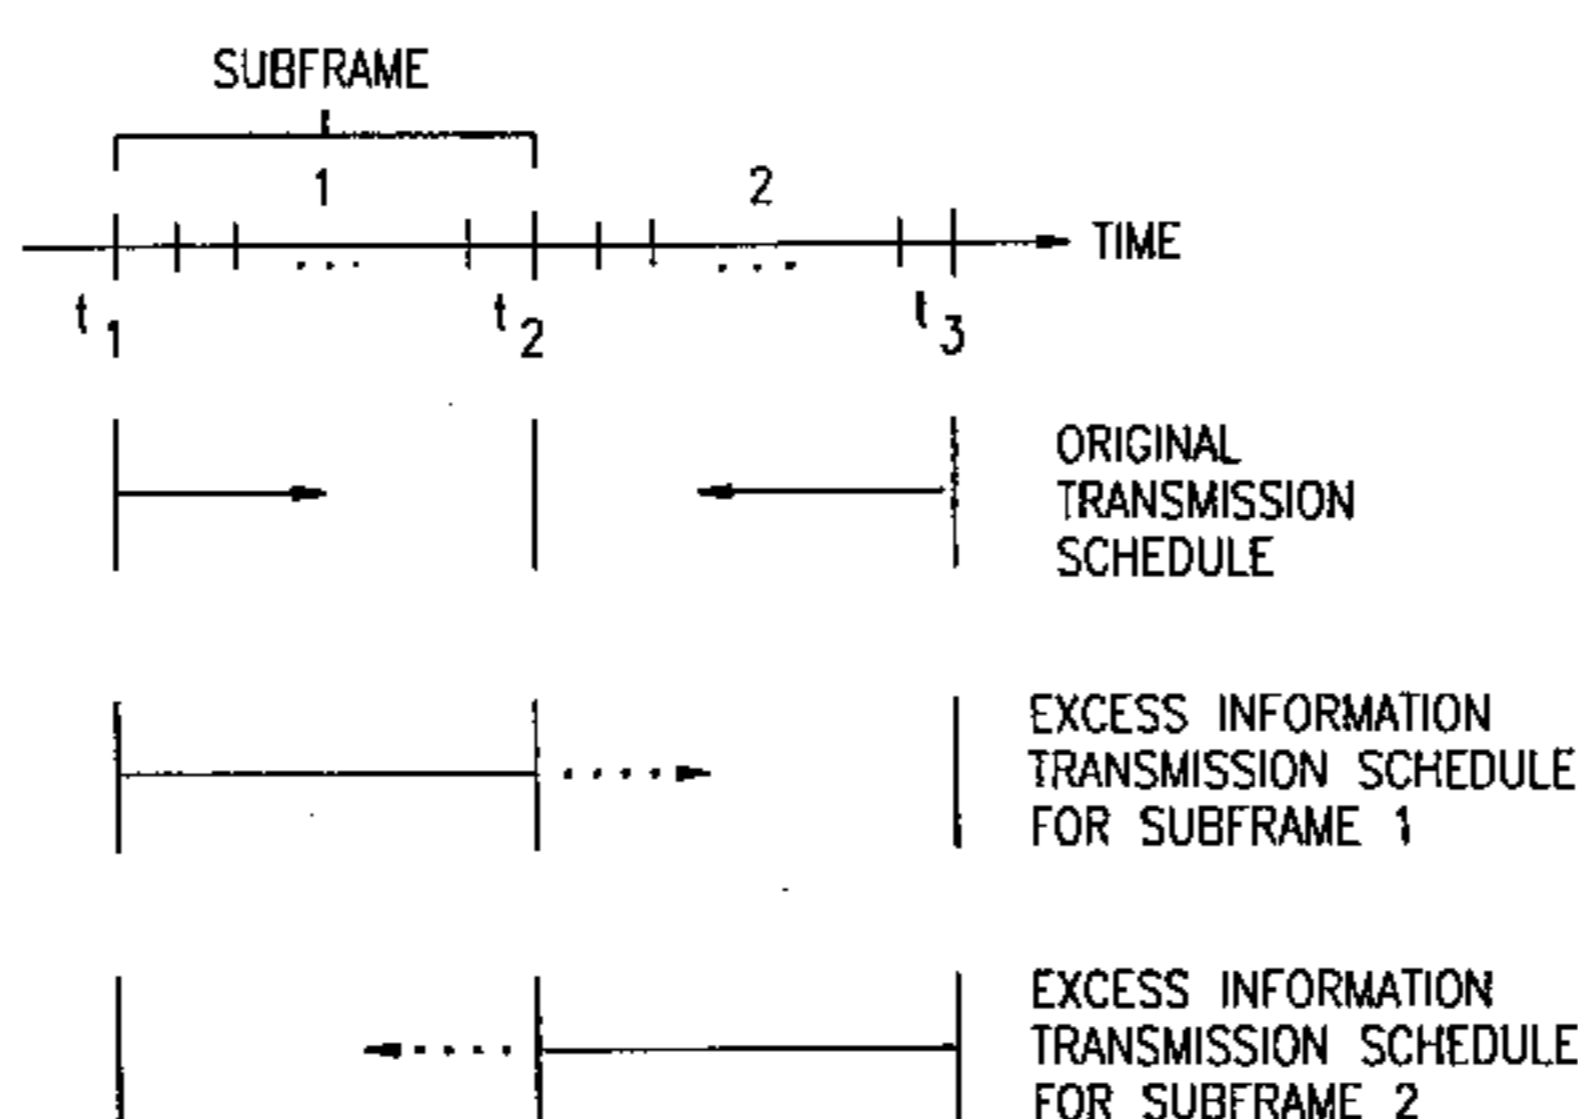 SUBFRAME
1 2
... ...
TIME
t1 t2 t3
ORIGINAL
TRANSMISSION
SCHEDULE
EXCESS INFORMATION
TRANSMISSION SCHEDULE
FOR SUBFRAME 1
EXCESS INFORMATION
TRANSMISSION SCHEDULE
FOR SUBFRAME 2